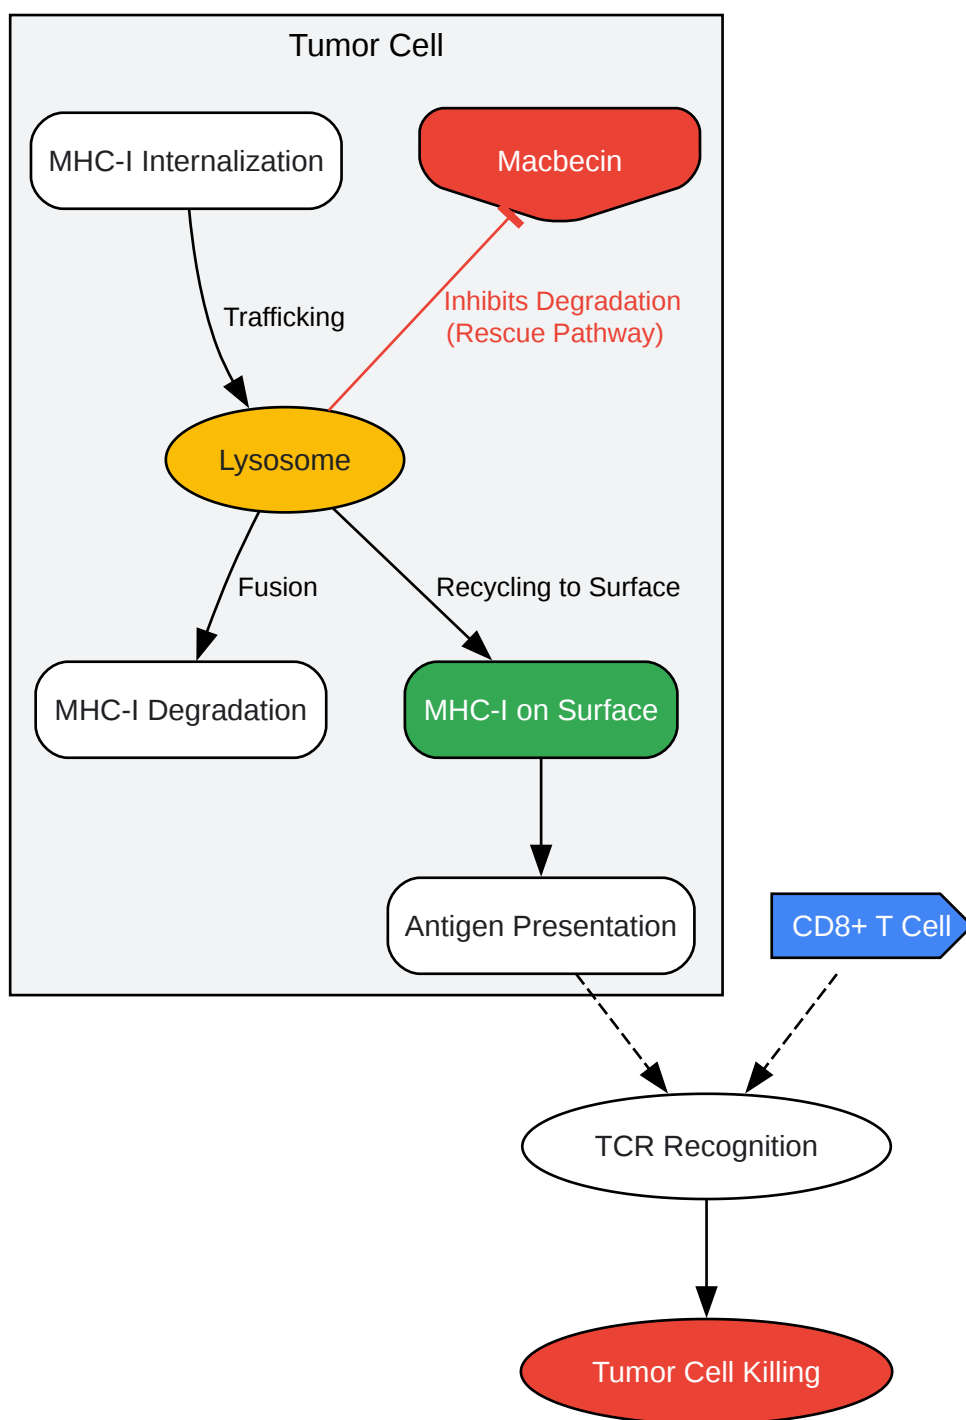 Tumor Cell
MHC-I Internalization
Macbecin
Trafficking
Inhibits Degradation
(Rescue Pathway)
Lysosome
Fusion
Recycling to Surface
MHC-I Degradation
MHC-I on Surface
Antigen Presentation
CD8+ T Cell
TCR Recognition
Tumor Cell Killing